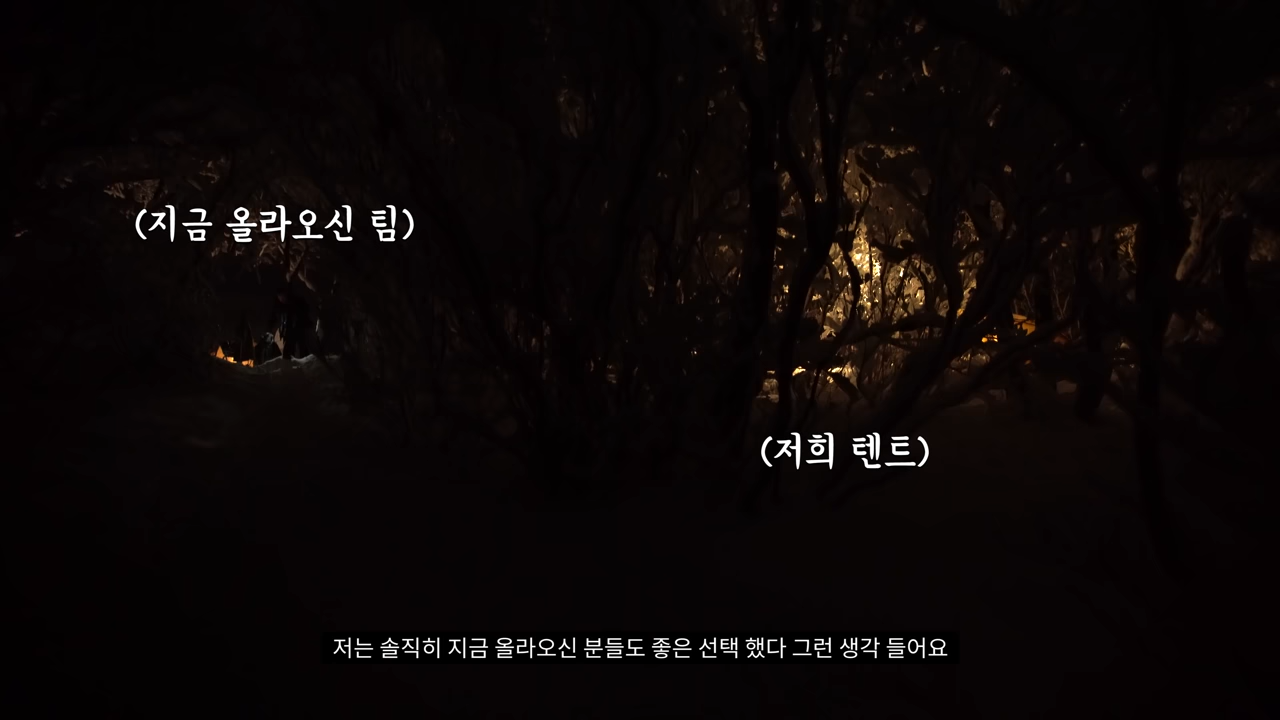 (지금 올라오신 팀)
(저희 텐트)
저는 솔직히 지금 올라오신 분들도 좋은 선택 했다 그런 생각 들어요